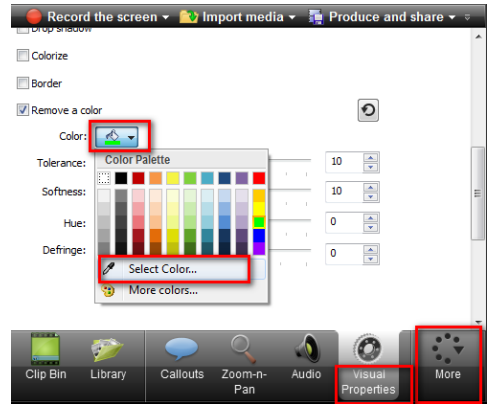 Record the screen Import media Produce and share
Drop shadow
Colorize
Border
Remove a color
Color:
Color Palette
Tolerance: 10
Softness: 10
Hue: 0
Defringe: 0
Select Color...
More colors...
Clip Bin Library Callouts Zoom-n-Pan Audio Visual Properties More